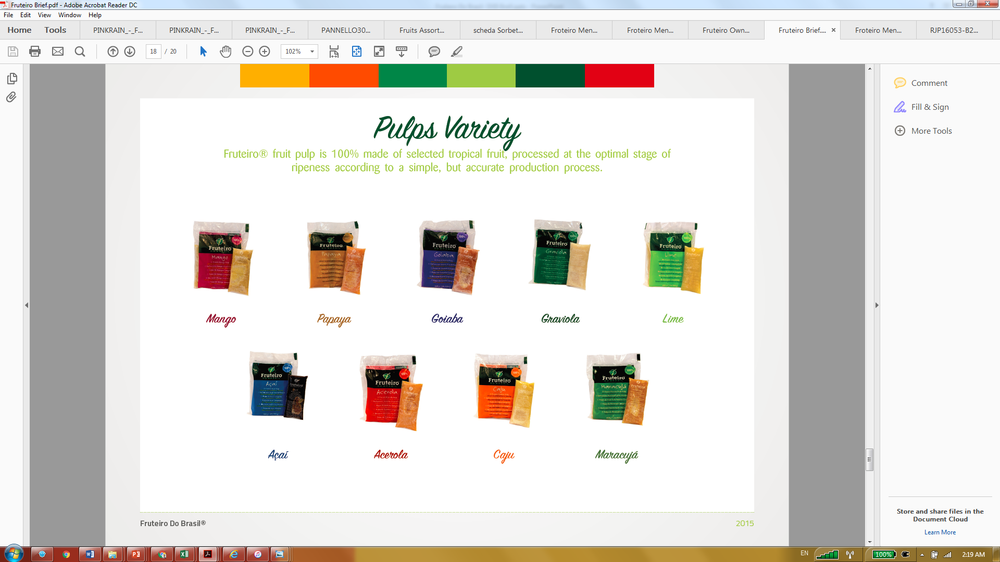 Fruteiro Brief.pdf - Adobe Acrobat Reader DC
File Edit View Window Help
Home Tools PINKRAIN_-_F... PINKRAIN_-_F... PINKRAIN_-_F... PANNELLO30... Fruits Assort... scheda Sorbet... Froteiro Men... Froteiro Men... Fruteiro Own... Fruteiro Brief.... Froteiro Men... RJP16053-B2...
18 / 20 102%
Comment
Fill & Sign
More Tools
Pulps Variety
Fruteiro® fruit pulp is 100% made of selected tropical fruit, processed at the optimal stage of
ripeness according to a simple, but accurate production process.
Fruteiro Fruteiro Fruteiro Fruteiro Fruteiro
Mango Papaya Goiaba Graviola Lime
Mango Papaya Goiaba Graviola Lime
Fruteiro Fruteiro Fruteiro Fruteiro
Açaí Acerola Caju Maracujá
Açaí Acerola Caju Maracujá
Fruteiro Do Brasil® 2015
Store and share files in the
Document Cloud
Learn More
EN 100% 2:19 AM